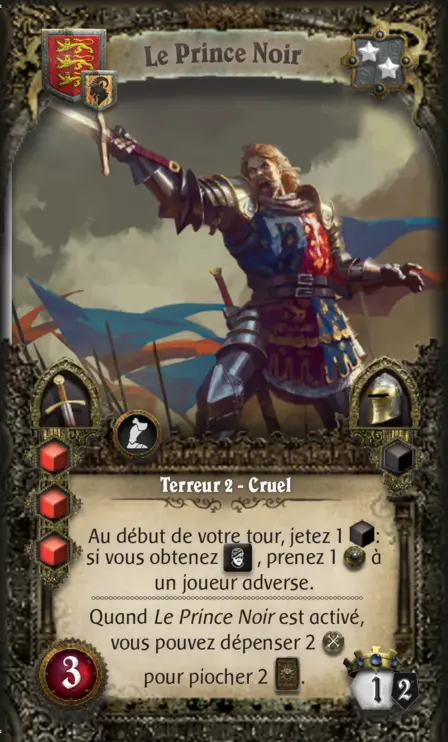 Le Prince Noir
Terreur 2 - Cruel
Au début de votre tour, jetez 1 :
si vous obtenez , prenez 1 à
un joueur adverse.
Quand Le Prince Noir est activé,
vous pouvez dépenser 2
pour piocher 2 .
3
1 2